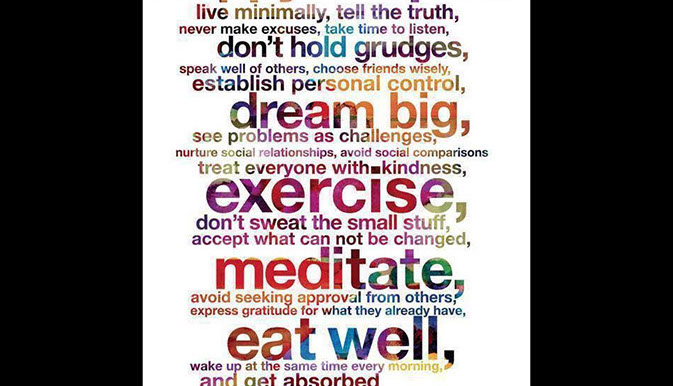 live minimally, tell the truth,
never make excuses, take time to listen,
don't hold grudges,
speak well of others, choose friends wisely,
establish personal control,
dream big,
see problems as challenges,
nurture social relationships, avoid social comparisons
treat everyone with kindness,
exercise,
don't sweat the small stuff,
accept what can not be changed,
meditate,
avoid seeking approval from others,
express gratitude for what they already have,
eat well,
wake up at the same time every morning,
and get absorbed